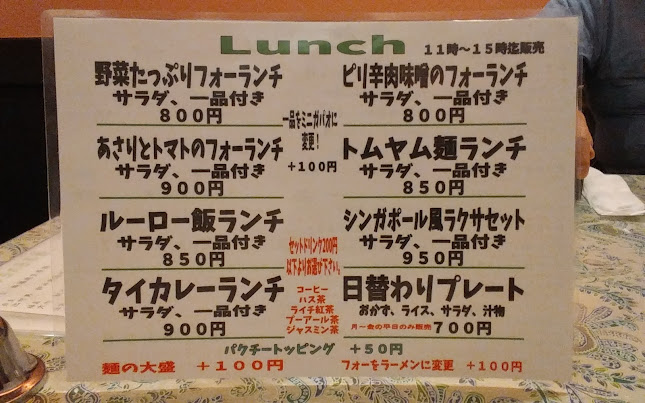 Lunch 11時～15時迄販売
野菜たっぷりフォーランチ
サラダ、一品付き
800円
ピリ辛肉味噌のフォーランチ
サラダ、一品付き
800円
一品をミニガパオに
変更！
+100円
あさりとトマトのフォーランチ
サラダ、一品付き
900円
トムヤム麺ランチ
サラダ、一品付き
850円
ルーロー飯ランチ
サラダ、一品付き
850円
シンガポール風ラクサセット
サラダ、一品付き
950円
セットドリンク200円
以下よりお選び下さい。
コーヒー
ハス茶
ライチ紅茶
プーアール茶
ジャスミン茶
タイカレーランチ
サラダ、一品付き
900円
日替わりプレート
おかず、ライス、サラダ、汁物
月～金の平日のみ販売 700円
パクチートッピング +50円
麺の大盛 +100円
フォーをラーメンに変更 +100円